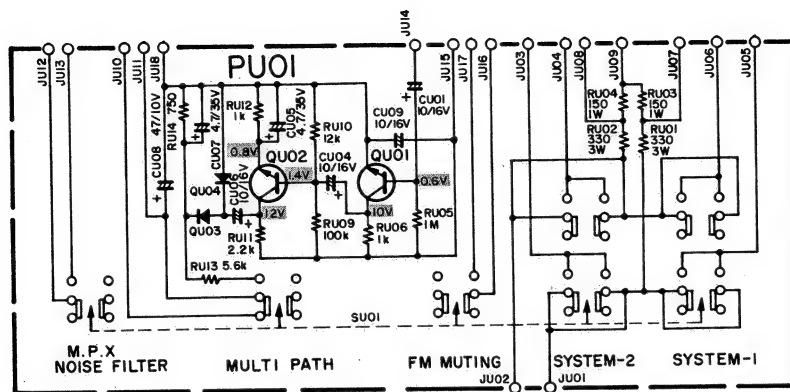 JU14
JU12
JU13
JU10
JU11
JU18
PU01
JU15
JU17
JU16
JU03
JU04
JU08
JU09
JU07
JU06
JU05
CU08 47/10V
RU14 750
4.7/35V
CU07
RU12
1k
CU05
4.7/35V
RU10
12k
CU09
10/16V
CU01
10/16V
RU04
150
1W
RU03
150
1W
RU02
330
3W
RU01
330
3W
0.8V
QU02
CU04
10/16V
QU01
1.4V
0.6V
QU04
CU06
10/16V
QU03
12V
10V
RU11
2.2k
RU09
100k
RU06
1k
RU05
1M
RU13 5.6k
SU01
M.P.X
NOISE FILTER
MULTI PATH
FM MUTING
SYSTEM-2
SYSTEM-1
JU02
JU01